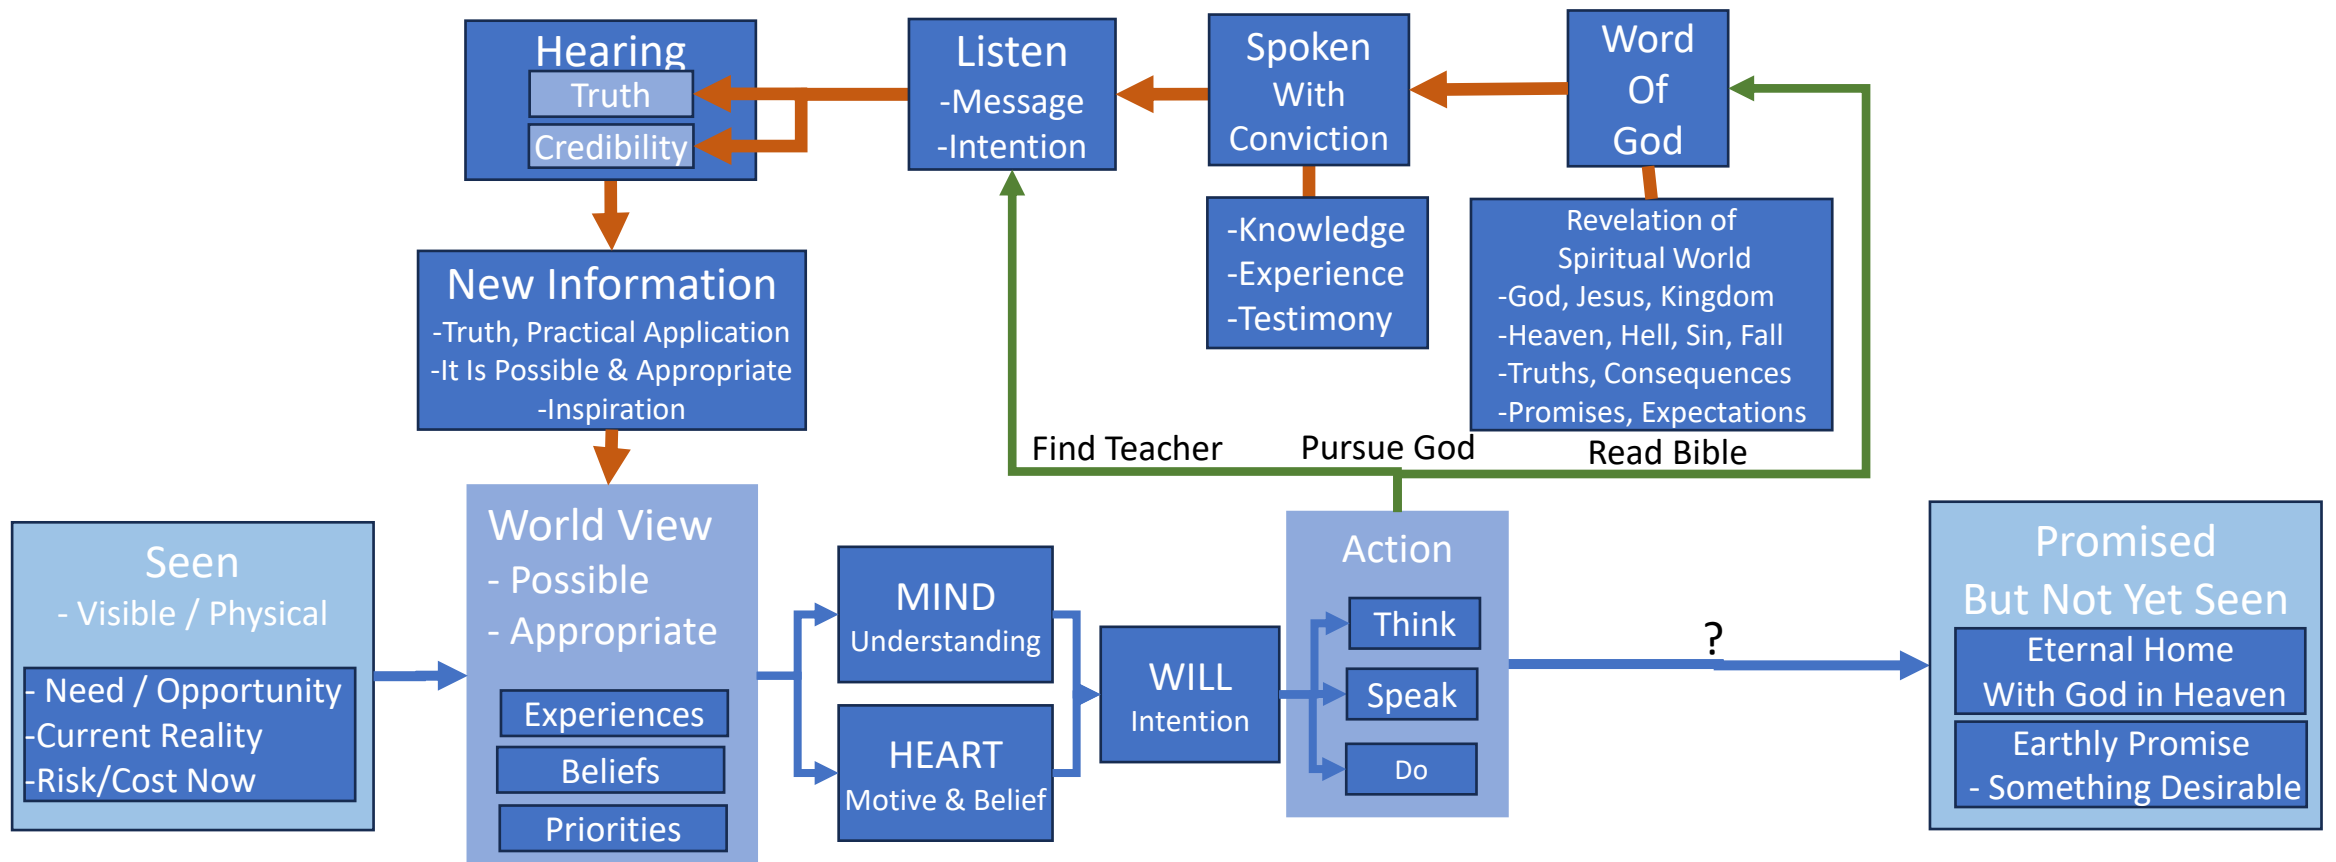 Hearing
Truth
Credibility
Listen
-Message
-Intention
Spoken
With
Conviction
Word
Of
God
-Knowledge
-Experience
-Testimony
Revelation of
Spiritual World
-God, Jesus, Kingdom
-Heaven, Hell, Sin, Fall
-Truths, Consequences
-Promises, Expectations
New Information
-Truth, Practical Application
-It Is Possible & Appropriate
-Inspiration
Find Teacher
Pursue God
Read Bible
Seen
- Visible / Physical
- Need / Opportunity
-Current Reality
-Risk/Cost Now
World View
- Possible
- Appropriate
Experiences
Beliefs
Priorities
MIND
Understanding
HEART
Motive & Belief
WILL
Intention
Action
Think
Speak
Do
?
Promised
But Not Yet Seen
Eternal Home
With God in Heaven
Earthly Promise
- Something Desirable